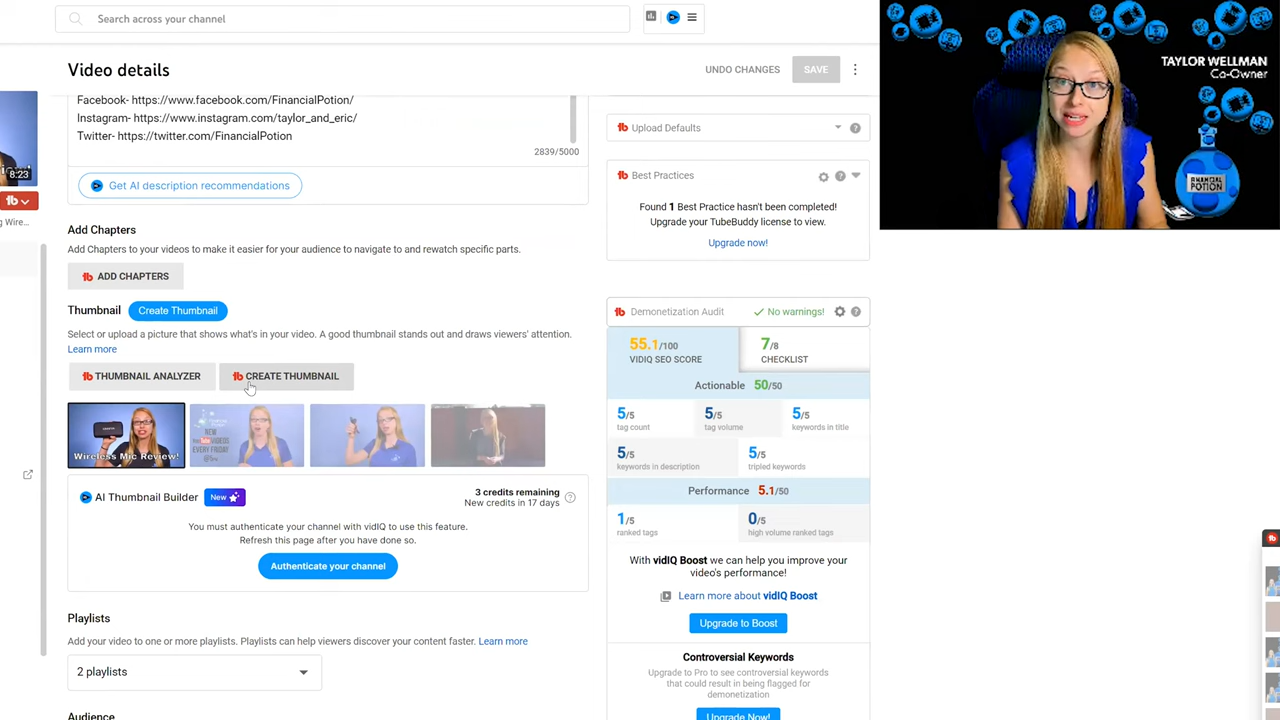 Search across your channel
Video details
UNDO CHANGES
SAVE
Facebook- https://www.facebook.com/FinancialPotion/
Instagram- https://www.instagram.com/taylor_and_eric/
Twitter- https://twitter.com/FinancialPotion
2839/5000
Get AI description recommendations
8:23
Add Chapters
Add Chapters to your videos to make it easier for your audience to navigate to and rewatch specific parts.
ADD CHAPTERS
Thumbnail
Create Thumbnail
Select or upload a picture that shows what's in your video. A good thumbnail stands out and draws viewers' attention.
Learn more
THUMBNAIL ANALYZER
CREATE THUMBNAIL
Wireless Mic Review!
NEW
YouTube
VIDEOS
EVERY FRIDAY
AI Thumbnail Builder
New
3 credits remaining
New credits in 17 days
You must authenticate your channel with vidIQ to use this feature.
Refresh this page after you have done so.
Authenticate your channel
Playlists
Add your video to one or more playlists. Playlists can help viewers discover your content faster. Learn more
2 playlists
Audience
Upload Defaults
Best Practices
Found 1 Best Practice hasn't been completed!
Upgrade your TubeBuddy license to view.
Upgrade now!
Demonetization Audit
No warnings!
55.1/100
VIDIQ SEO SCORE
7/8
CHECKLIST
Actionable 50/50
5/5
tag count
5/5
tag volume
5/5
keywords in title
5/5
keywords in description
5/5
tripled keywords
Performance 5.1/50
1/5
ranked tags
0/5
high volume ranked tags
With vidIQ Boost we can help you improve your
video's performance!
Learn more about vidIQ Boost
Upgrade to Boost
Controversial Keywords
Upgrade to Pro to see controversial keywords
that could result in being flagged for
demonetization
Upgrade Now!
TAYLOR WELLMAN
Co-Owner
FINANCIAL
POTION